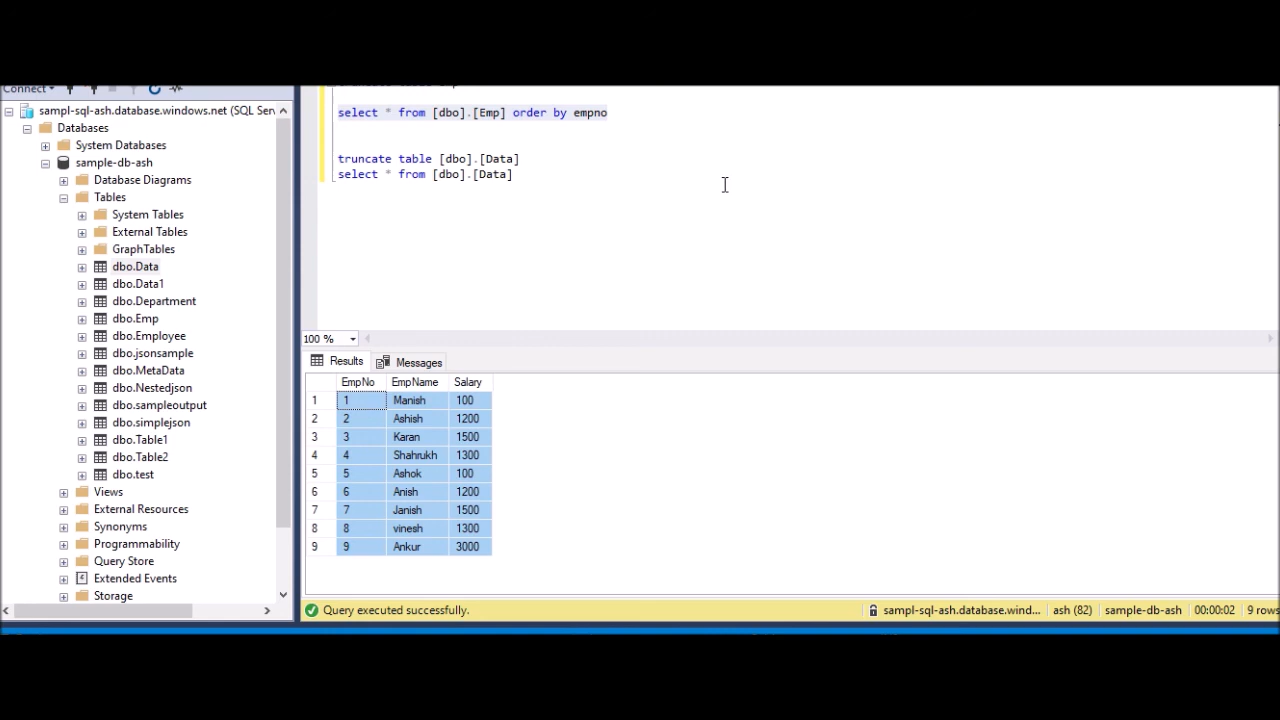 Connect
sampl-sql-ash.database.windows.net (SQL Serv
Databases
System Databases
sample-db-ash
Database Diagrams
Tables
System Tables
External Tables
GraphTables
dbo.Data
dbo.Data1
dbo.Department
dbo.Emp
dbo.Employee
dbo.jsonsample
dbo.MetaData
dbo.Nestedjson
dbo.sampleoutput
dbo.simplejson
dbo.Table1
dbo.Table2
dbo.test
Views
External Resources
Synonyms
Programmability
Query Store
Extended Events
Storage
select * from [dbo].[Emp] order by empno
truncate table [dbo].[Data]
select * from [dbo].[Data]
100 %
Results Messages
EmpNo EmpName Salary
1 1 Manish 100
2 2 Ashish 1200
3 3 Karan 1500
4 4 Shahrukh 1300
5 5 Ashok 100
6 6 Anish 1200
7 7 Janish 1500
8 8 vinesh 1300
9 9 Ankur 3000
Query executed successfully. sampl-sql-ash.database.wind... ash (82) sample-db-ash 00:00:02 9 rows